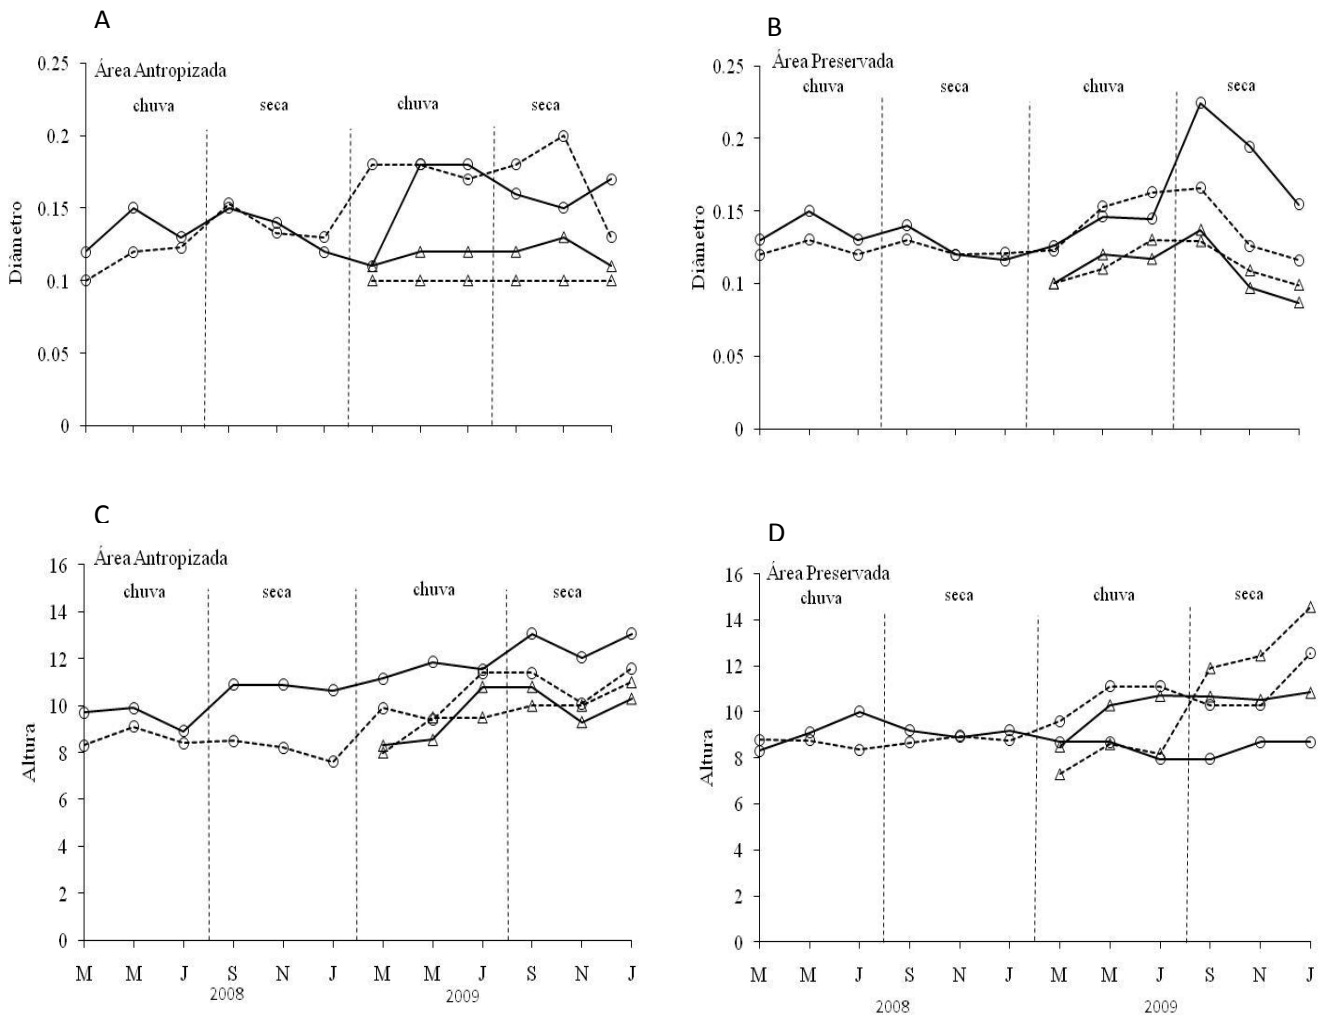 A
Área Antropizada
chuva
seca
chuva
seca
0.25
0.2
0.15
0.1
0.05
0
Diâmetro
B
Área Preservada
chuva
seca
chuva
seca
0.25
0.2
0.15
0.1
0.05
0
Diâmetro
C
Área Antropizada
chuva
seca
chuva
seca
16
14
12
10
8
6
4
2
0
Altura
M M J S N J M M J S N J
2008 2009
D
Área Preservada
chuva
seca
chuva
seca
16
14
12
10
8
6
4
2
0
Altura
M M J S N J M M J S N J
2008 2009